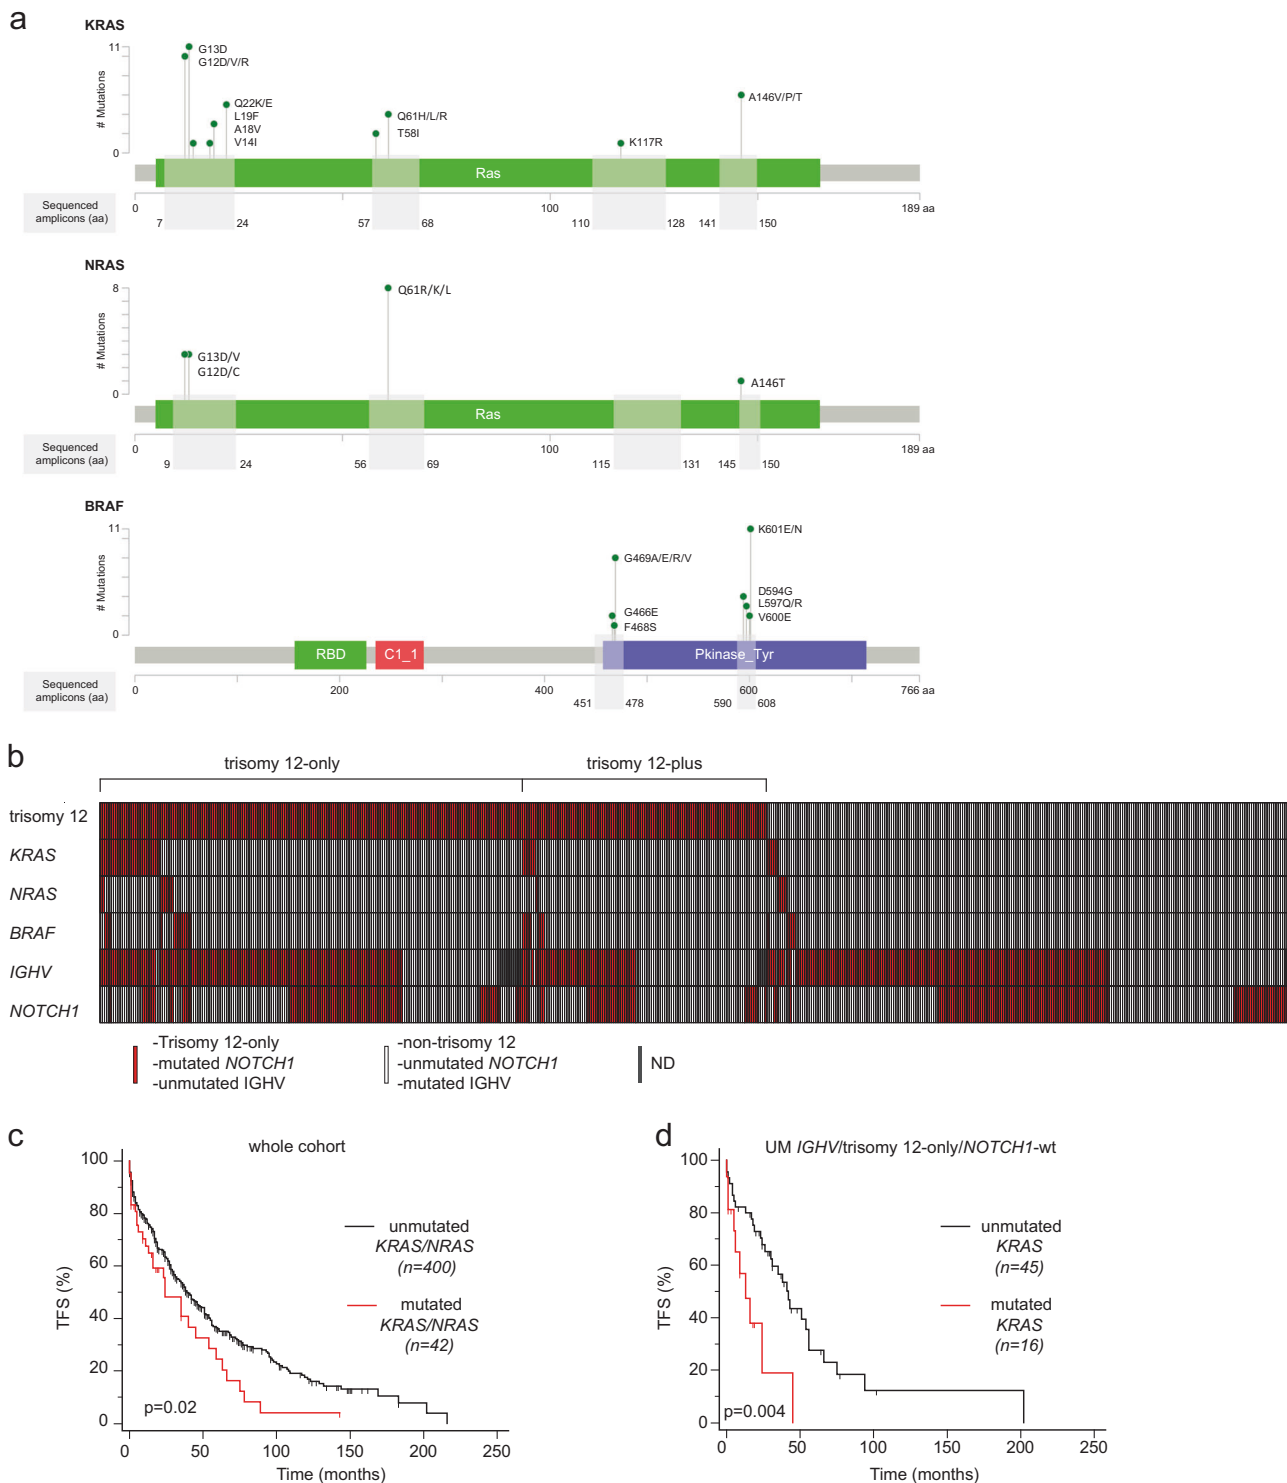 a
KRAS
11
0
# Mutations
G13D
G12D/V/R
Q22K/E
L19F
A18V
V14I
Q61H/L/R
T58I
K117R
A146V/P/T
Ras
Sequenced
amplicons (aa)
0
100
189 aa
7
24
57
68
110
128
141
150
NRAS
8
0
# Mutations
G13D/V
G12D/C
Q61R/K/L
A146T
Ras
Sequenced
amplicons (aa)
0
100
189 aa
9
24
56
69
115
131
145
150
BRAF
11
0
# Mutations
K601E/N
G469A/E/R/V
D594G
L597Q/R
V600E
G466E
F468S
RBD
C1_1
Pkinase_Tyr
Sequenced
amplicons (aa)
0
200
400
600
766 aa
451
478
590
608
b
trisomy 12-only
trisomy 12-plus
trisomy 12
KRAS
NRAS
BRAF
IGHV
NOTCH1
-Trisomy 12-only
-mutated NOTCH1
-unmutated IGHV
-non-trisomy 12
-unmutated NOTCH1
-mutated IGHV
ND
c
whole cohort
100
80
60
40
20
0
TFS (%)
unmutated
KRAS/NRAS
(n=400)
mutated
KRAS/NRAS
(n=42)
p=0.02
0
50
100
150
200
250
Time (months)
d
UM IGHV/trisomy 12-only/NOTCH1-wt
100
80
60
40
20
0
TFS (%)
unmutated
KRAS
(n=45)
mutated
KRAS
(n=16)
p=0.004
0
50
100
150
200
250
Time (months)